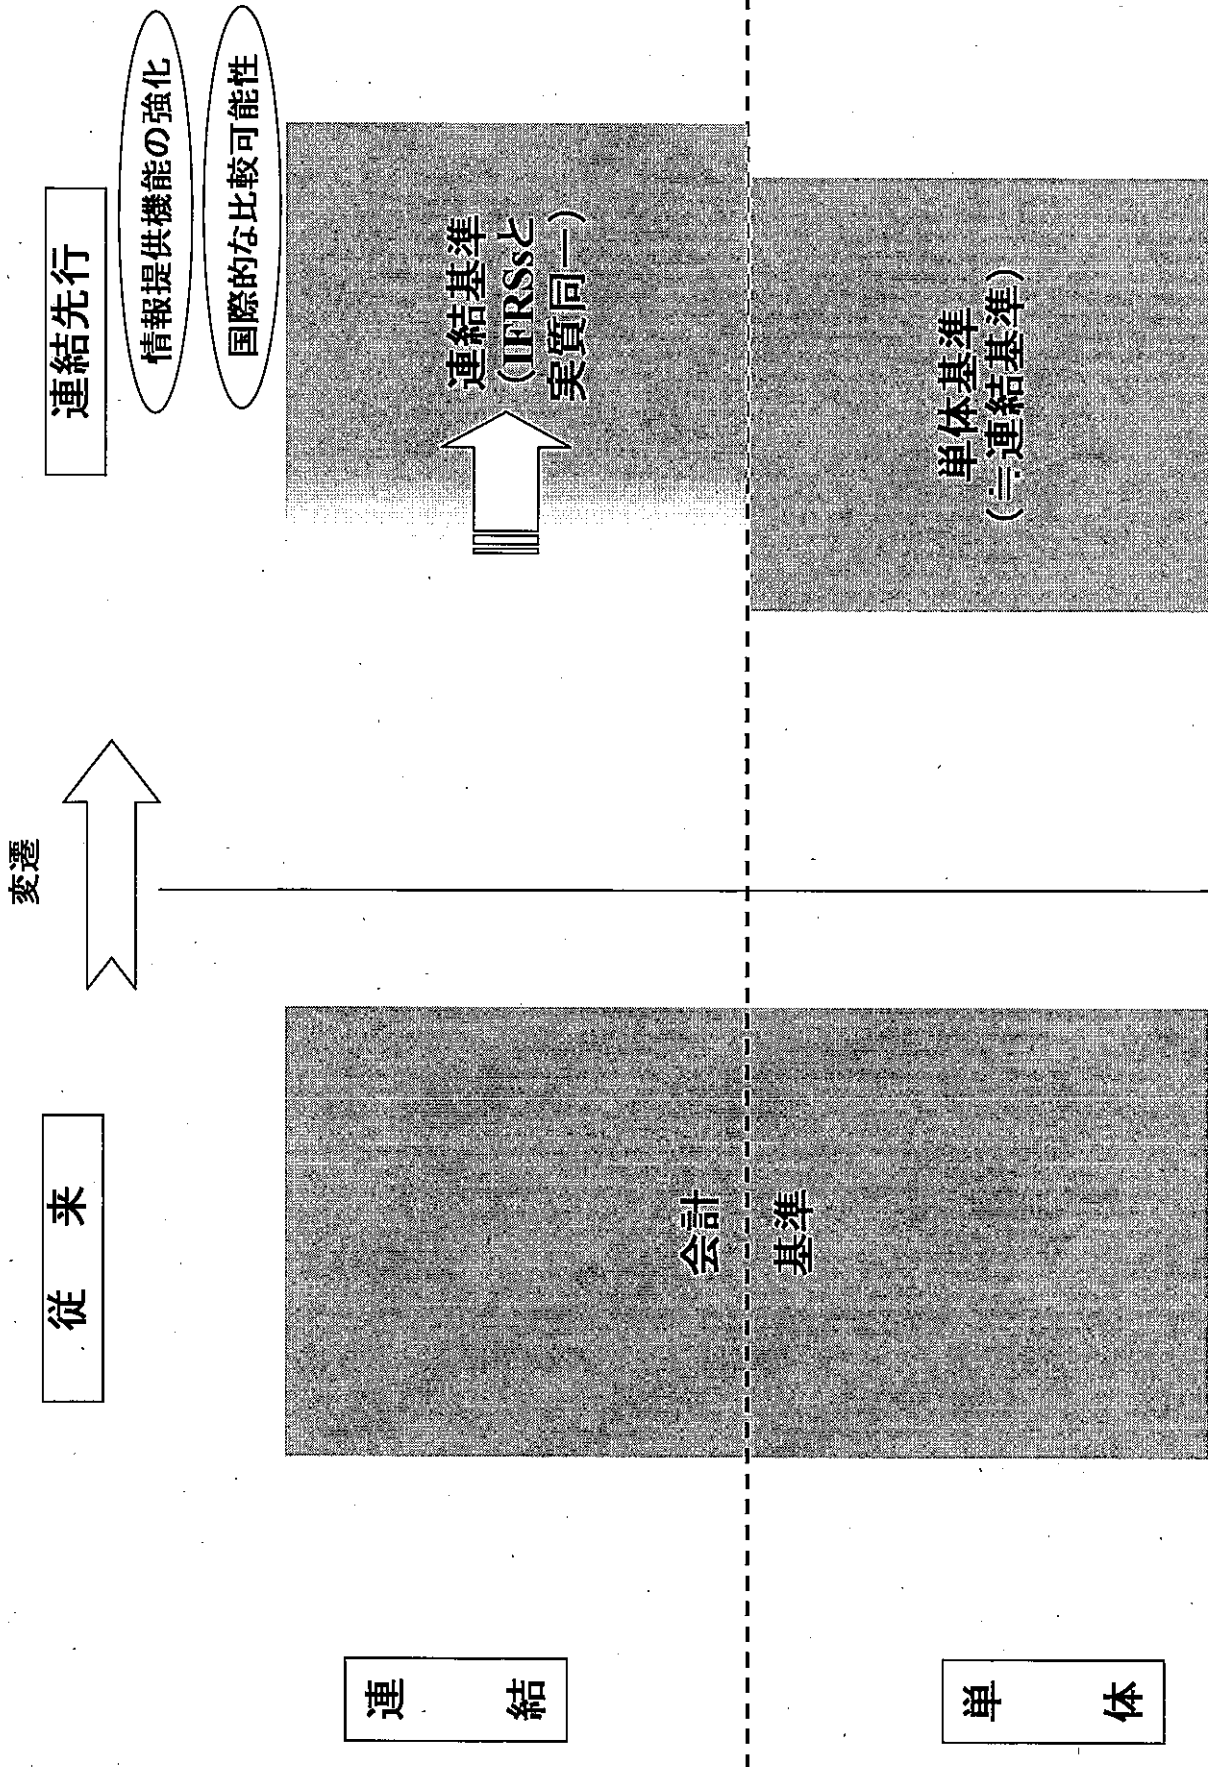 変遷
従 来
連結先行
情報提供機能の強化
国際的な比較可能性
連 結
連結基準
（IFRSsと
実質同一）
会計
基準
単 体
単体基準
（≒連結基準）